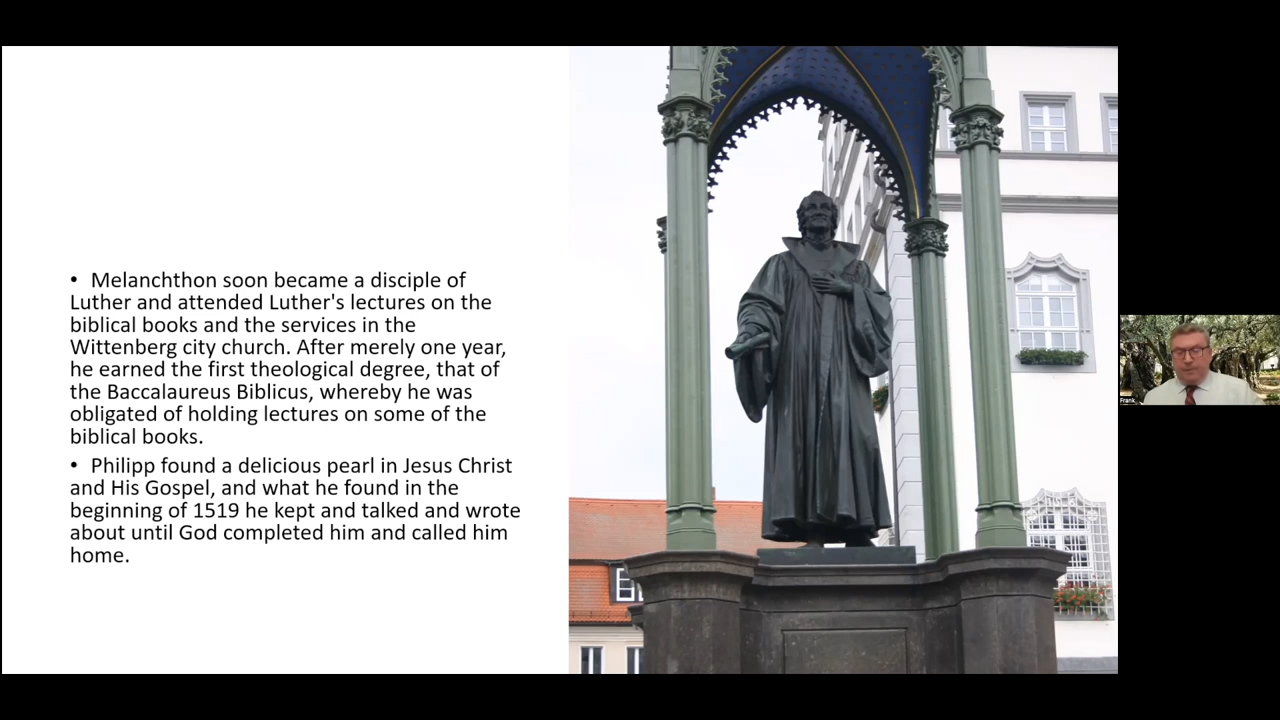 • Melanchthon soon became a disciple of
Luther and attended Luther's lectures on the
biblical books and the services in the
Wittenberg city church. After merely one year,
he earned the first theological degree, that of
the Baccalaureus Biblicus, whereby he was
obligated of holding lectures on some of the
biblical books.
• Philipp found a delicious pearl in Jesus Christ
and His Gospel, and what he found in the
beginning of 1519 he kept and talked and wrote
about until God completed him and called him
home.
Frank